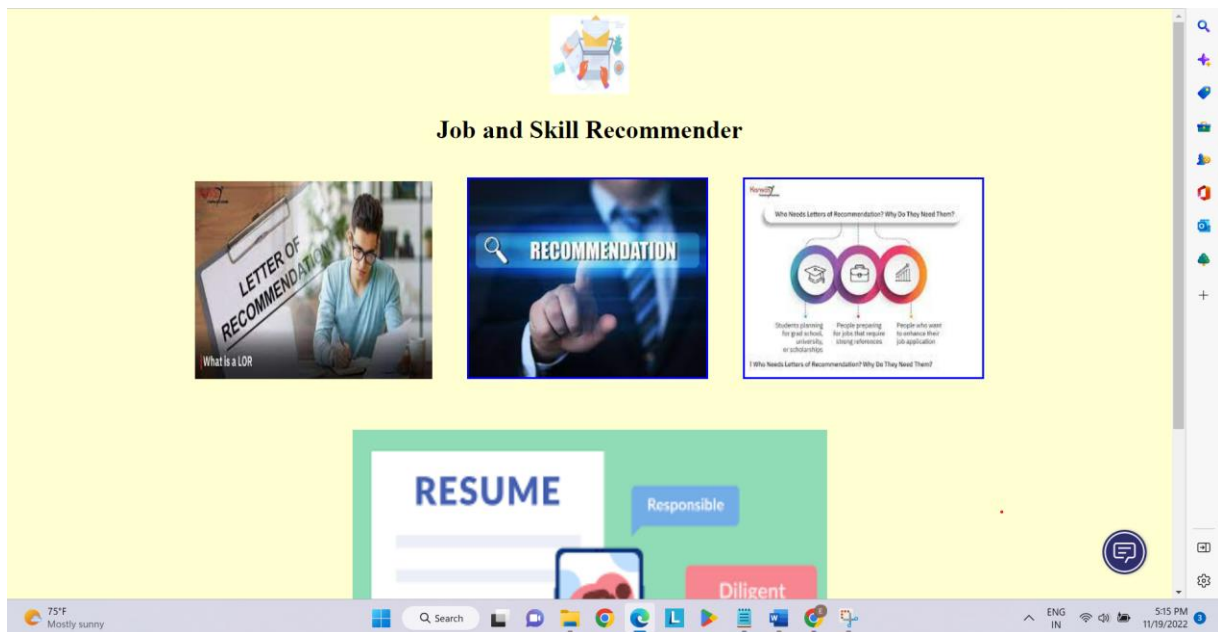 Job and Skill Recommender
LETTER OF
RECOMMENDATION
What is a LOR
RECOMMENDATION
Who Needs Letters of Recommendation? Why Do They Need Them?
Students planning
for grad school,
university,
or scholarships
People preparing
for jobs that require
strong references
People who want
to enhance their
job application
Who Needs Letters of Recommendation? Why Do They Need Them?
RESUME
Responsible
Diligent
75°F
Mostly sunny
Search
L
ENG
IN
5:15 PM
11/19/2022
3